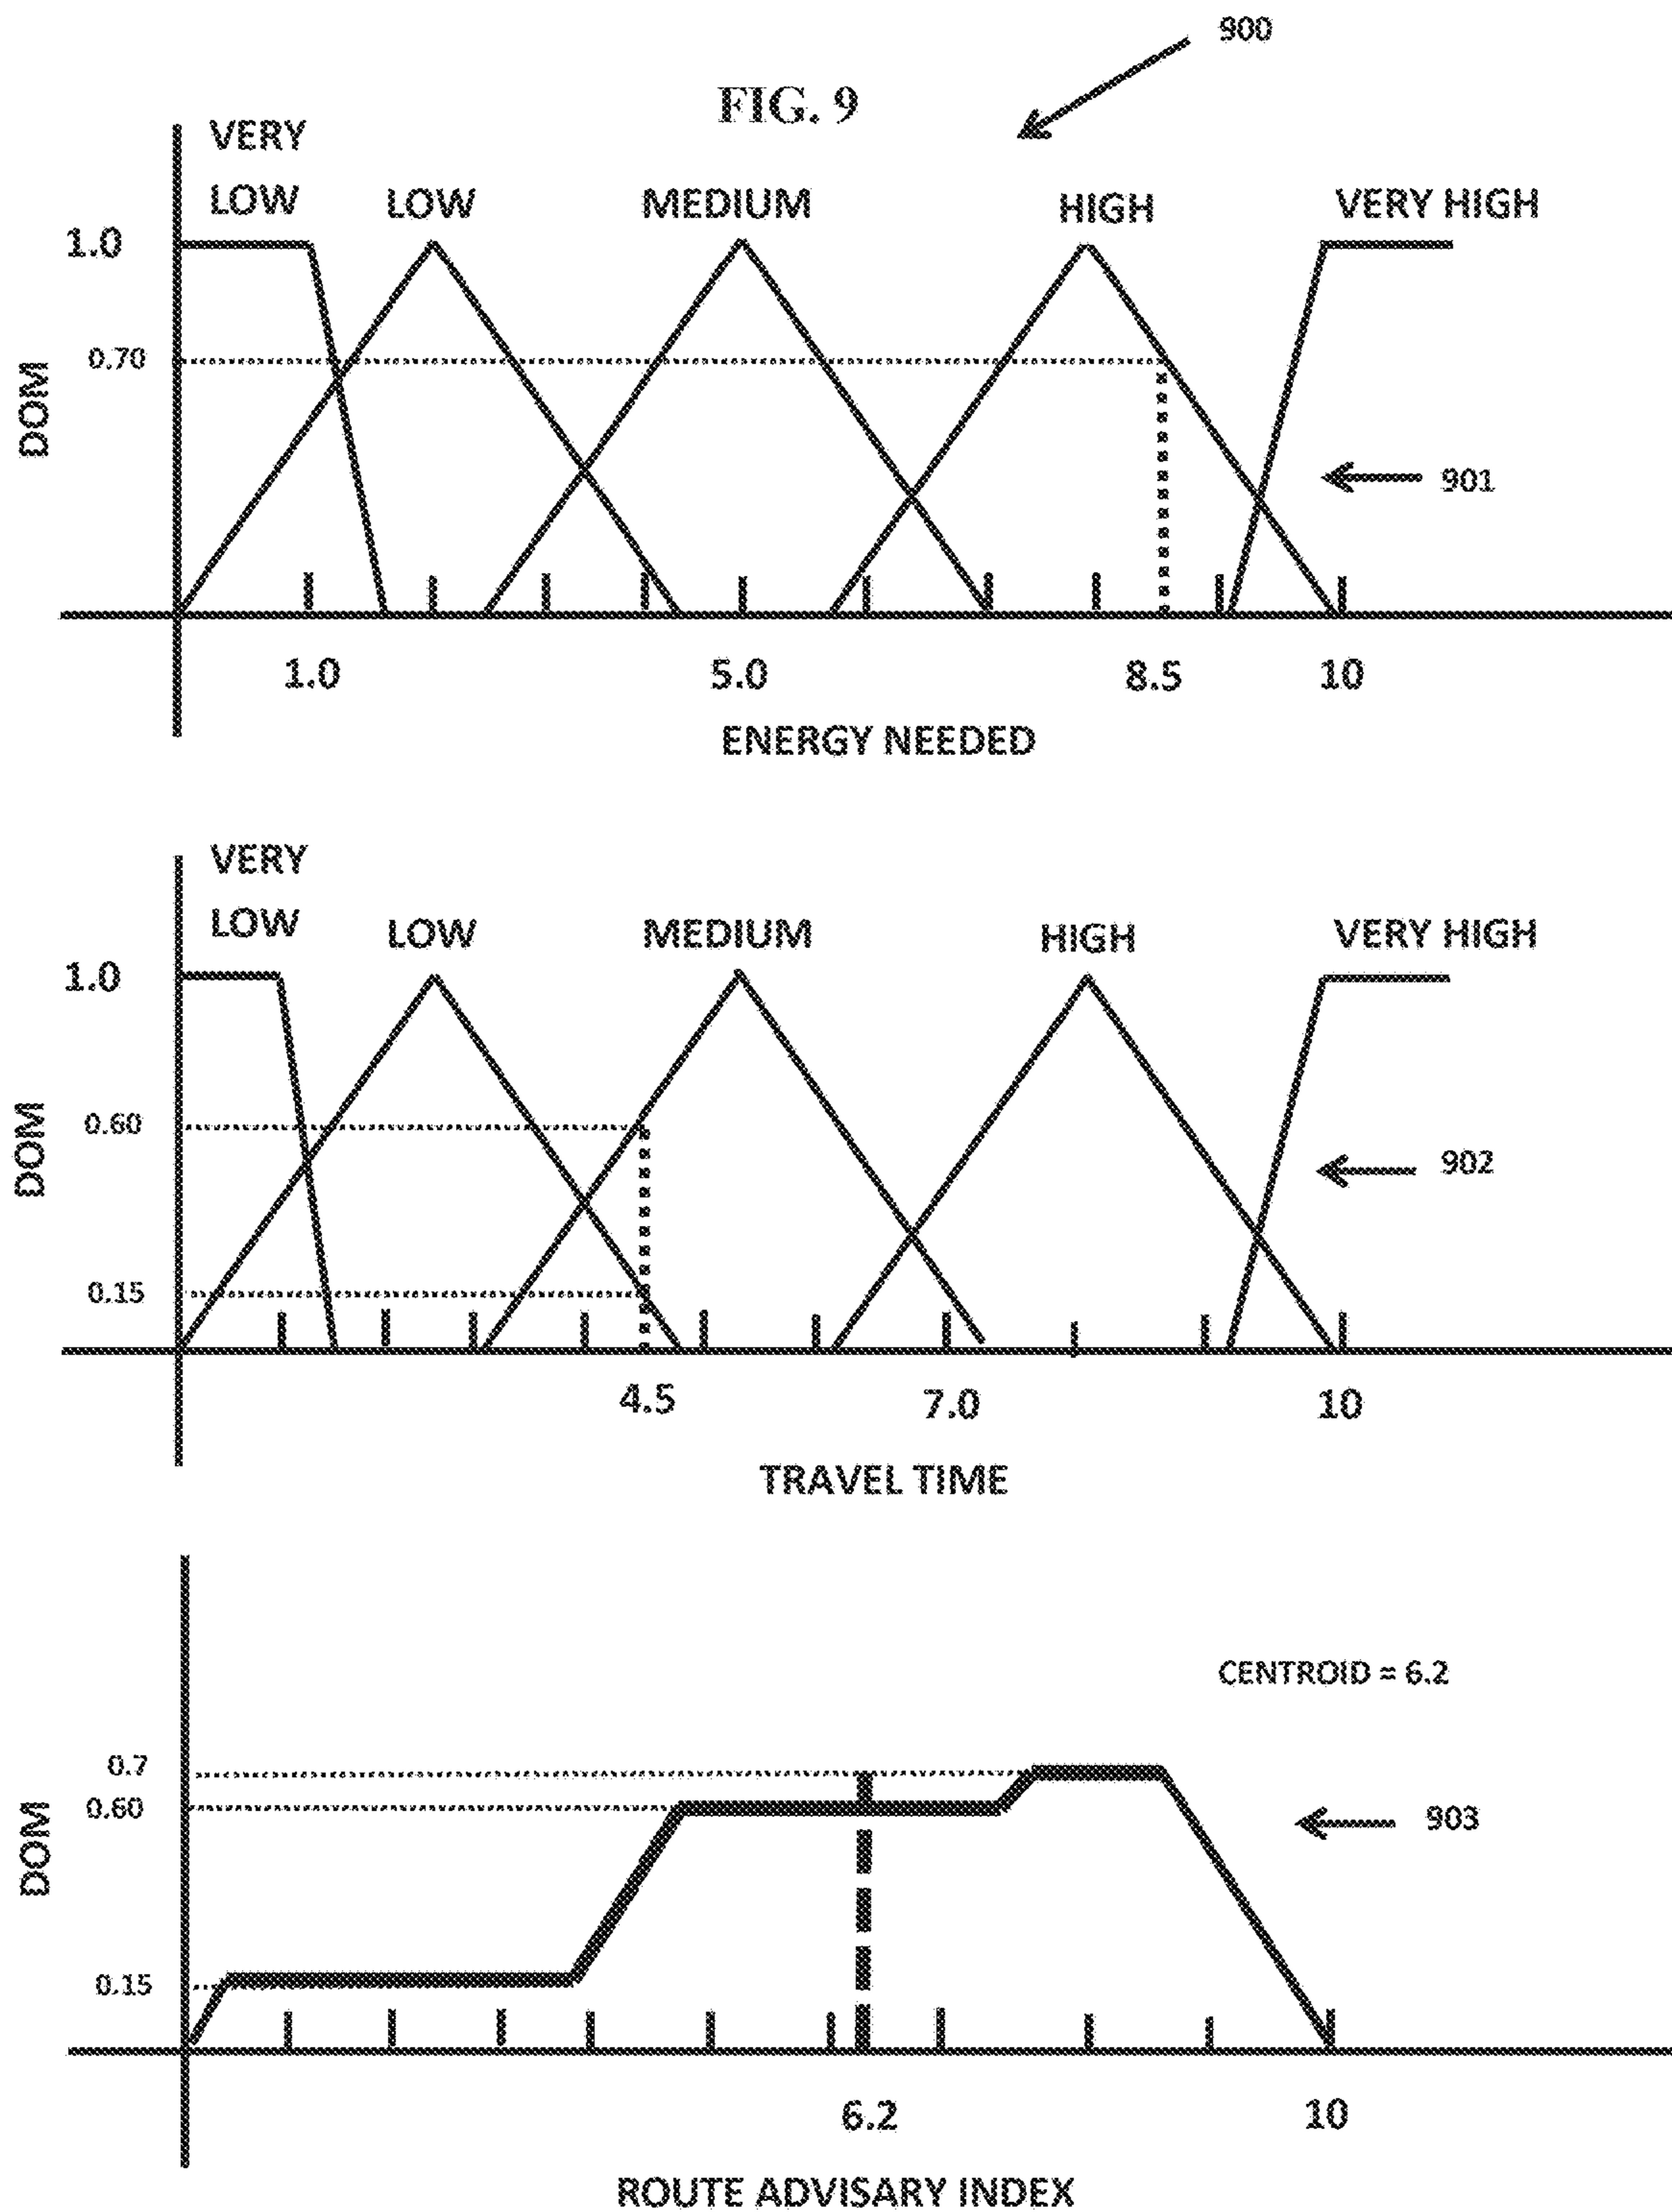 900
FIG. 9
VERY
LOW
LOW
MEDIUM
HIGH
VERY HIGH
1.0
0.70
DOM
901
1.0
5.0
8.5
10
ENERGY NEEDED
VERY
LOW
LOW
MEDIUM
HIGH
VERY HIGH
1.0
0.60
DOM
902
0.15
4.5
7.0
10
TRAVEL TIME
CENTROID = 6.2
0.7
0.60
DOM
903
0.15
6.2
10
ROUTE ADVISARY INDEX